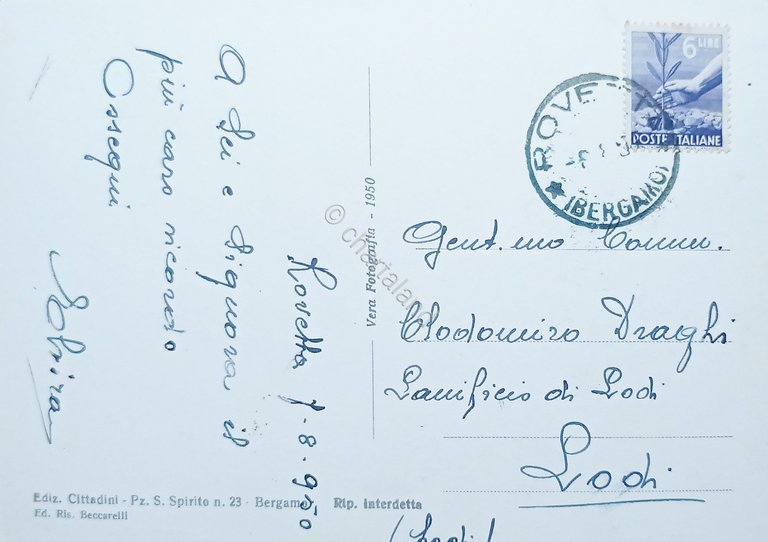 Rovetta 7-8-950
A Lei e Signora il
più caro ricordo
Ossequi
Elvira
Vera Fotografia - 1950
6 LIRE
POSTE ITALIANE
ROVETTA
(BERGAMO)
Gent.mo Comm.
Clodomiro Draghi
Lanificio di Lodi
Lodi
(Lodi)
Ediz. Cittadini - Pz. S. Spirito n. 23 - Bergamo
Rip. interdetta
Ed. Ris. Beccarelli